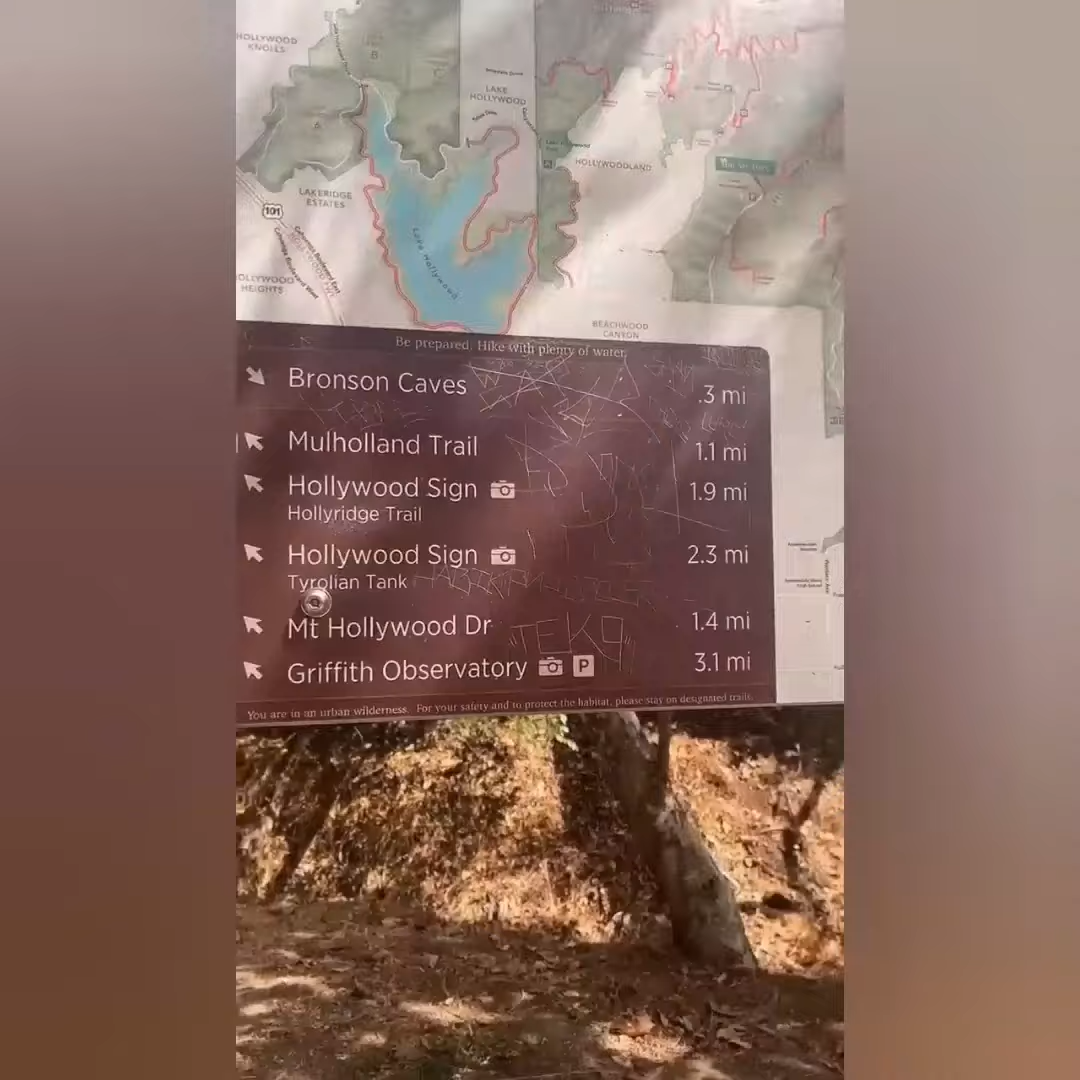 HOLLYWOOD
KNOLLS
B
C
A
LAKE
HOLLYWOOD
HOLLYWOODLAND
LAKERIDGE
ESTATES
101
Lake Hollywood
HOLLYWOOD
HEIGHTS
BEACHWOOD
CANYON
Be prepared. Hike with plenty of water.
Bronson Caves .3 mi
Mulholland Trail 1.1 mi
Hollywood Sign 1.9 mi
Hollyridge Trail
Hollywood Sign 2.3 mi
Tyrolian Tank
Mt Hollywood Dr 1.4 mi
TEK9
Griffith Observatory P 3.1 mi
You are in an urban wilderness. For your safety and to protect the habitat, please stay on designated trails.